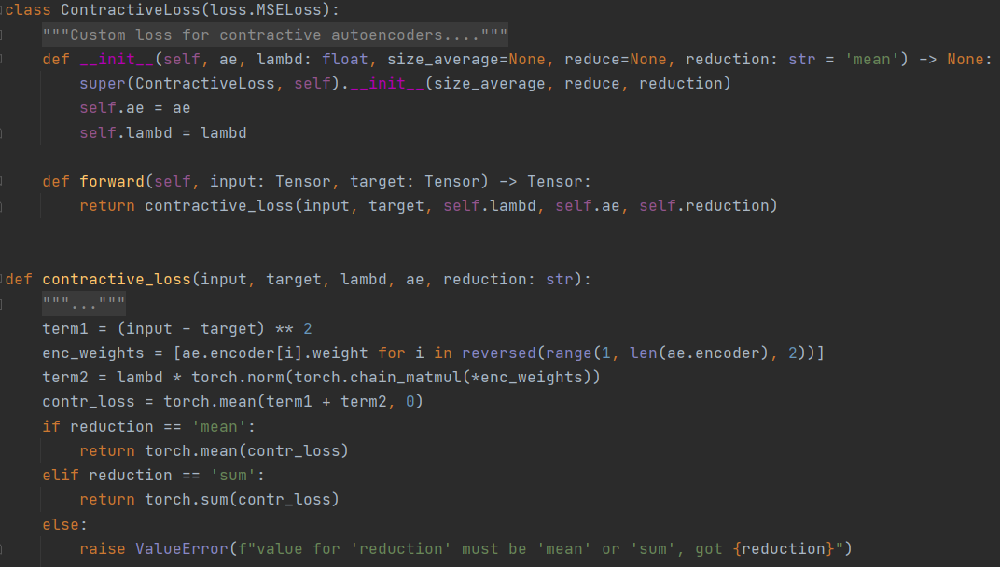 class ContractiveLoss(loss.MSELoss):
    """Custom loss for contractive autoencoders...."""
    def __init__(self, ae, lambd: float, size_average=None, reduce=None, reduction: str = 'mean') -> None:
        super(ContractiveLoss, self).__init__(size_average, reduce, reduction)
        self.ae = ae
        self.lambd = lambd
    def forward(self, input: Tensor, target: Tensor) -> Tensor:
        return contractive_loss(input, target, self.lambd, self.ae, self.reduction)
def contractive_loss(input, target, lambd, ae, reduction: str):
    """..."""
    term1 = (input - target) ** 2
    enc_weights = [ae.encoder[i].weight for i in reversed(range(1, len(ae.encoder), 2))]
    term2 = lambd * torch.norm(torch.chain_matmul(*enc_weights))
    contr_loss = torch.mean(term1 + term2, 0)
    if reduction == 'mean':
        return torch.mean(contr_loss)
    elif reduction == 'sum':
        return torch.sum(contr_loss)
    else:
        raise ValueError(f"value for 'reduction' must be 'mean' or 'sum', got {reduction}")